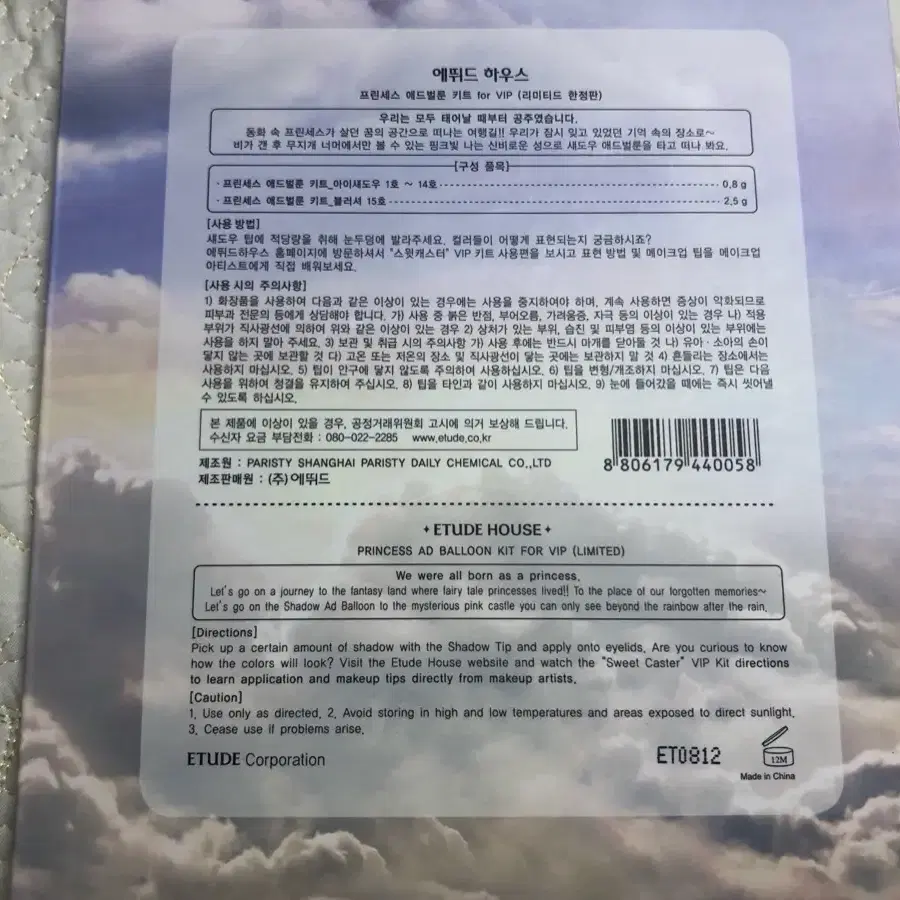 에뛰드 하우스
프린세스 애드벌룬 키트 for VIP (리미티드 한정판)
우리는 모두 태어날 때부터 공주였습니다.
동화 속 프린세스가 살던 꿈의 공간으로 떠나는 여행길!! 우리가 잠시 잊고 있었던 기억 속의 장소로~
비가 갠 후 무지개 너머에서만 볼 수 있는 핑크빛 나는 신비로운 성으로 섀도우 애드벌룬을 타고 떠나 봐요.
[구성 품목]
· 프린세스 애드벌룬 키트_아이섀도우 1호 ~ 14호 0.8g
· 프린세스 애드벌룬 키트_블러셔 15호 2.5g
[사용 방법]
섀도우 팁에 적당량을 취해 눈두덩에 발라주세요. 컬러들이 어떻게 표현되는지 궁금하시죠?
에뛰드하우스 홈페이지에 방문하셔서 "스윗캐스터" VIP 키트 사용편을 보시고 표현 방법 및 메이크업 팁을 메이크업
아티스트에게 직접 배워보세요.
[사용 시의 주의사항]
1) 화장품을 사용하여 다음과 같은 이상이 있는 경우에는 사용을 중지하여야 하며, 계속 사용하면 증상이 악화되므로
피부과 전문의 등에게 상담해야 합니다. 가) 사용 중 붉은 반점, 부어오름, 가려움증, 자극 등의 이상이 있는 경우 나) 적용
부위가 직사광선에 의하여 위와 같은 이상이 있는 경우 2) 상처가 있는 부위, 습진 및 피부염 등의 이상이 있는 부위에는
사용을 하지 말아 주세요. 3) 보관 및 취급 시의 주의사항 가) 사용 후에는 반드시 마개를 닫아둘 것 나) 유아·소아의 손이
닿지 않는 곳에 보관할 것 다) 고온 또는 저온의 장소 및 직사광선이 닿는 곳에는 보관하지 말 것 4) 흔들리는 장소에서는
사용하지 마십시오. 5) 팁이 안구에 닿지 않도록 주의하여 사용하십시오. 6) 팁을 변형/개조하지 마십시오. 7) 팁은 다음
사용을 위하여 청결을 유지하여 주십시오. 8) 팁을 타인과 같이 사용하지 마십시오. 9) 눈에 들어갔을 때에는 즉시 씻어낼
수 있도록 하십시오.
본 제품에 이상이 있을 경우, 공정거래위원회 고시에 의거 보상해 드립니다.
수신자 요금 부담전화 : 080-022-2285 www.etude.co.kr
제조원 : PARISTY SHANGHAI PARISTY DAILY CHEMICAL CO.,LTD
제조판매원 : (주)에뛰드
8 806179 440058
ETUDE HOUSE
PRINCESS AD BALLOON KIT FOR VIP (LIMITED)
We were all born as a princess.
Let's go on a journey to the fantasy land where fairy tale princesses lived!! To the place of our lorgotten memories~
Let's go on the Shadow Ad Balloon to the mysterious pink castle you can only see beyond the rainbow after the rain.
[Directions]
Pick up a certain amount of shadow with the Shadow Tip and apply onto eyelids. Are you curious to know
how the colors will look? Visit the Etude House website and watch the "Sweet Caster" VIP Kit directions
to learn application and makeup tips directly from makeup artists.
[Caution]
1. Use only as directed. 2. Avoid storing in high and low temperatures and areas exposed to direct sunlight.
3. Cease use if problems arise.
ETUDE Corporation
ET0812
12M
Made in China